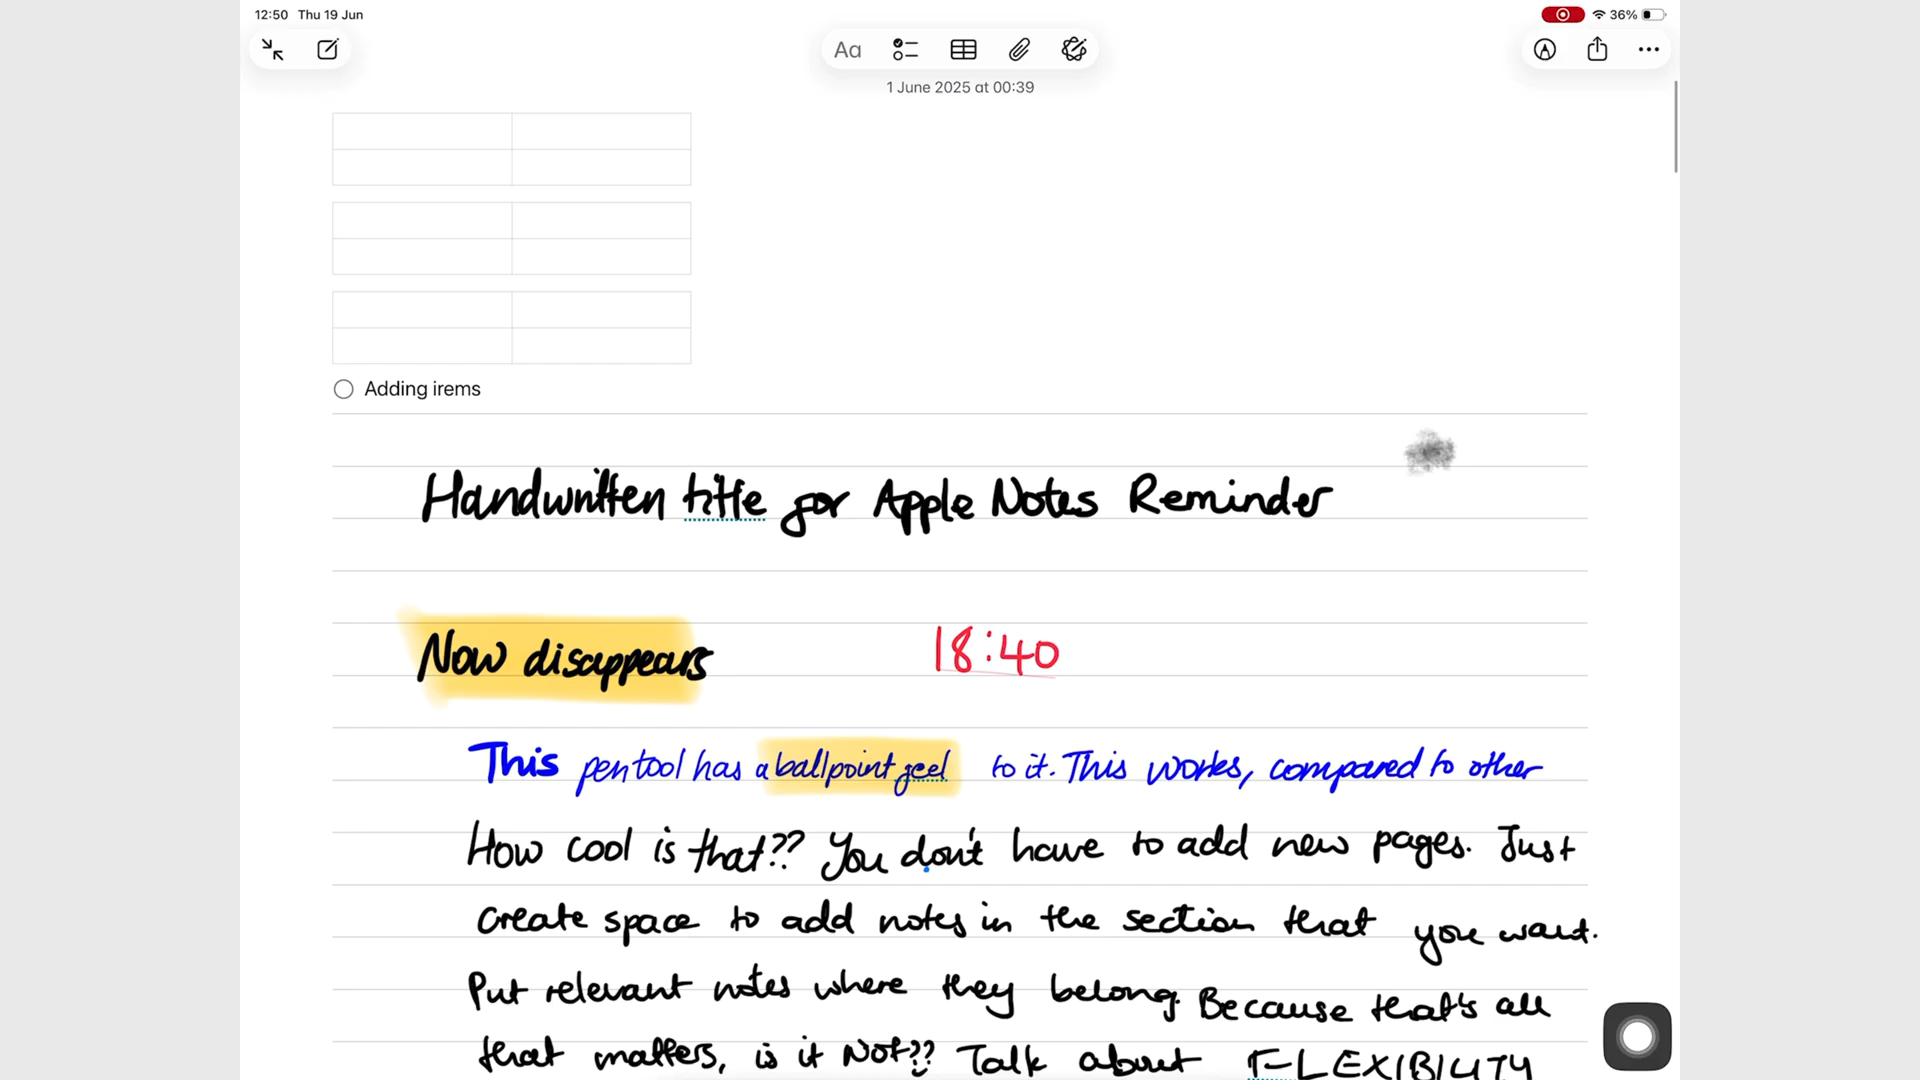 12:50 Thu 19 Jun
36%
Aa
1 June 2025 at 00:39
Adding irems
Handwritten title for Apple Notes Reminder
Now disappears 18:40
This pen tool has a ballpoint geel to it. This works, compared to other
How cool is that?? You don't have to add new pages. Just
create space to add notes in the section that you want.
Put relevant notes where they belong. Because that's all
that matters, is it Not?? Talk about FLEXIBILITY